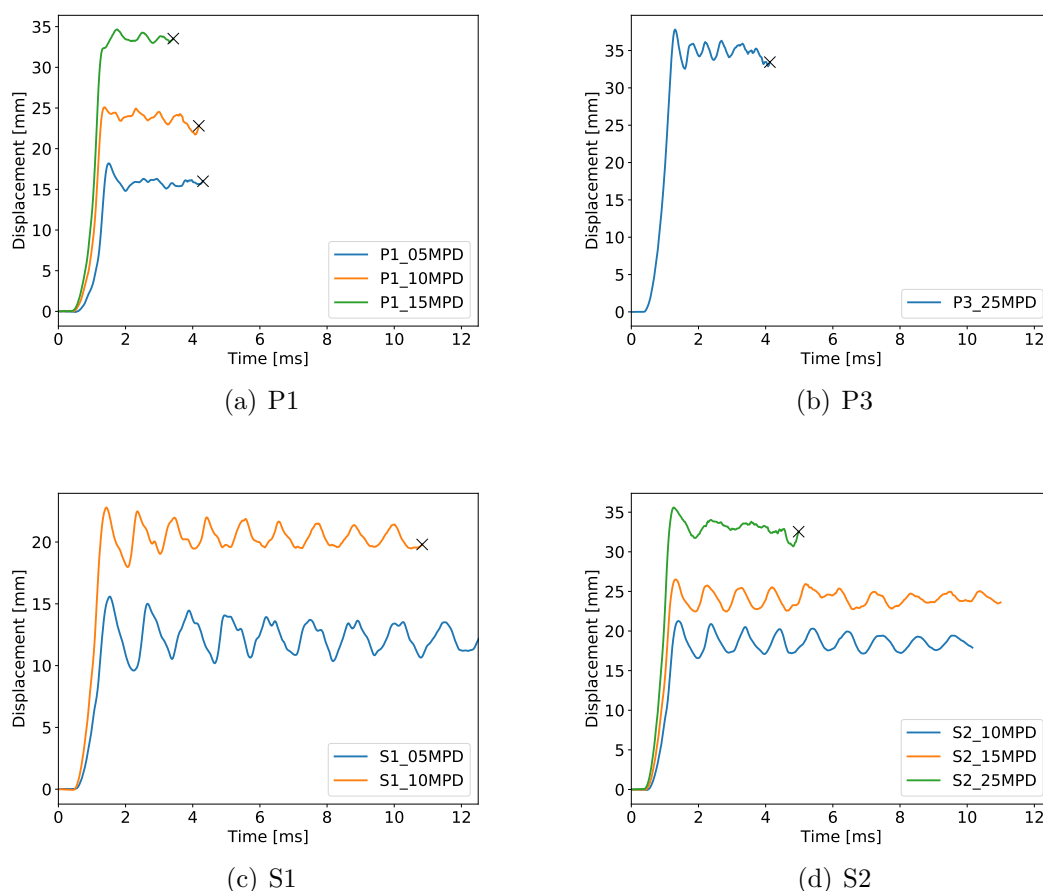 35
30
25
20
15
10
5
0
Displacement [mm]
P1_05MPD
P1_10MPD
P1_15MPD
0 2 4 6 8 10 12
Time [ms]
(a) P1
35
30
25
20
15
10
5
0
Displacement [mm]
P3_25MPD
0 2 4 6 8 10 12
Time [ms]
(b) P3
20
15
10
5
0
Displacement [mm]
S1_05MPD
S1_10MPD
0 2 4 6 8 10 12
Time [ms]
(c) S1
35
30
25
20
15
10
5
0
Displacement [mm]
S2_10MPD
S2_15MPD
S2_25MPD
0 2 4 6 8 10 12
Time [ms]
(d) S2